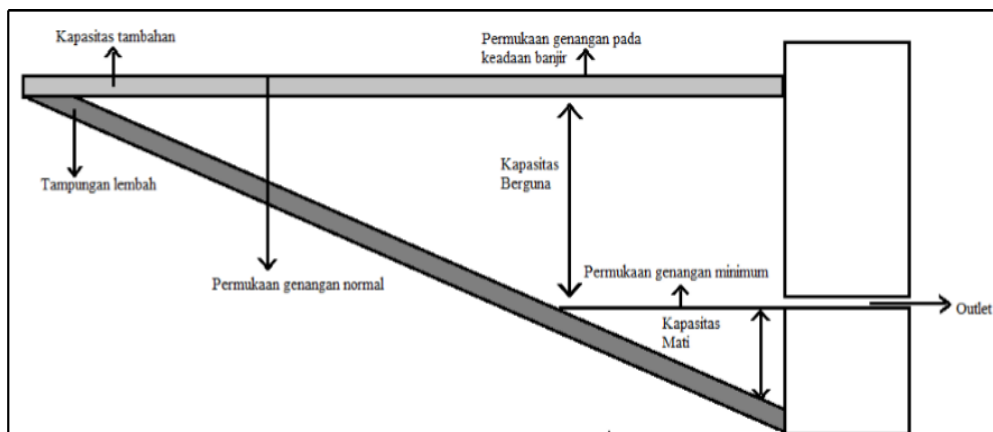 Kapasitas tambahan
Permukaan genangan pada
keadaan banjir
Kapasitas
Berguna
Tampungan lembah
Permukaan genangan normal
Permukaan genangan minimum
Outlet
Kapasitas
Mati